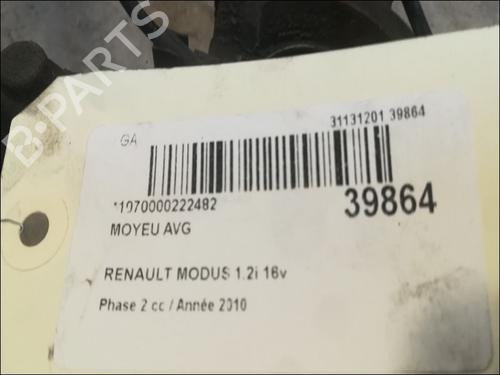 B-PARTS
GA
31131201 39864
*1970000222482
39864
MOYEU AVG
RENAULT MODUS 1.2i 16v
Phase 2 cc / Année 2010